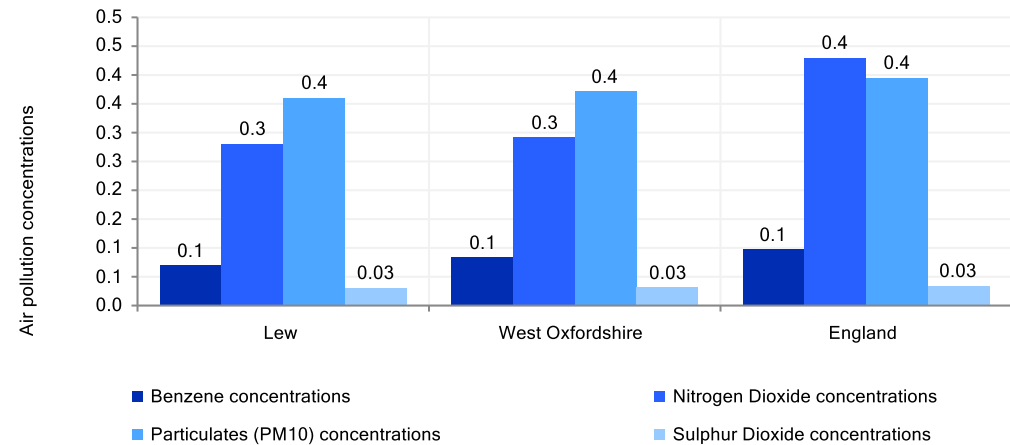 Air pollution concentrations
0.5
0.5
0.4
0.4
0.3
0.3
0.2
0.2
0.1
0.1
0.0
0.1
0.3
0.4
0.03
0.1
0.3
0.4
0.03
0.1
0.4
0.4
0.03
Lew
West Oxfordshire
England
Benzene concentrations
Nitrogen Dioxide concentrations
Particulates (PM10) concentrations
Sulphur Dioxide concentrations